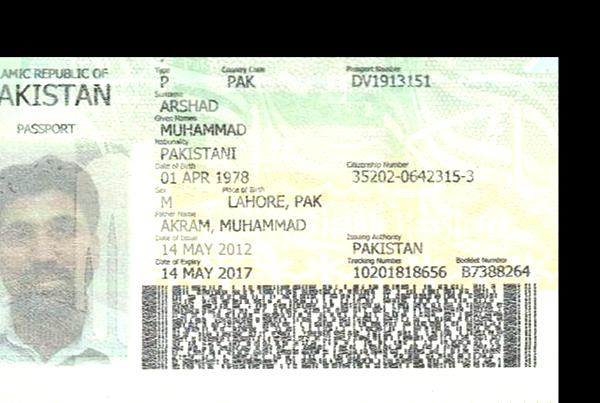 AMIC REPUBLIC OF
AKISTAN
PASSPORT
Type Country Code Passport Number
P PAK DV1913151
Surname
ARSHAD
Given Names
MUHAMMAD
Nationality
PAKISTANI
Date of Birth Citizenship Number
01 APR 1978 35202-0642315-3
Sex Place of Birth
M LAHORE, PAK
Father Name
AKRAM, MUHAMMAD
Date of Issue Issuing Authority
14 MAY 2012 PAKISTAN
Date of Expiry Tracking Number Booklet Number
14 MAY 2017 10201818656 B7388264